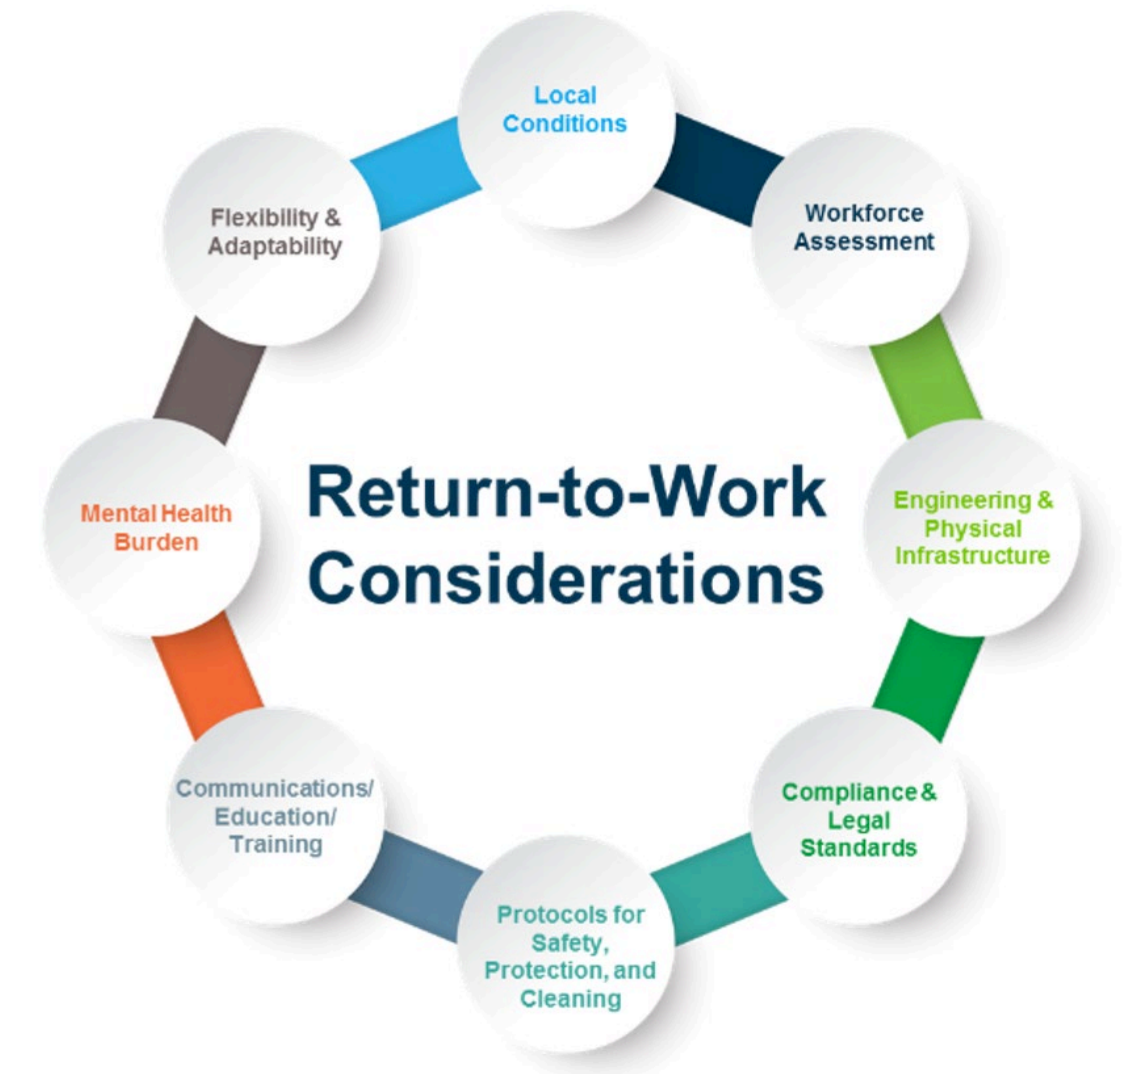 Local
Conditions
Workforce
Assessment
Engineering &
Physical
Infrastructure
Compliance &
Legal
Standards
Protocols for
Safety,
Protection, and
Cleaning
Communications/
Education/
Training
Mental Health
Burden
Flexibility &
Adaptability
Return-to-Work
Considerations